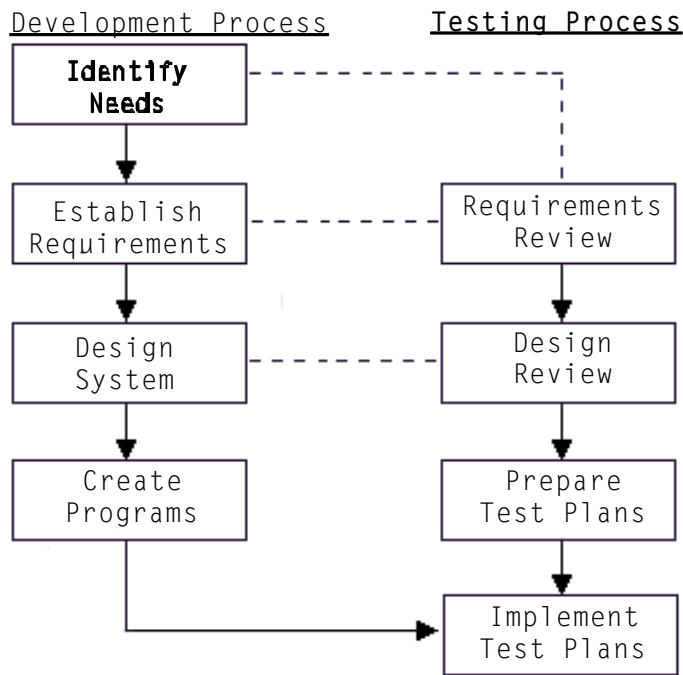 Development Process
Testing Process
Identify
Needs
Establish
Requirements
Requirements
Review
Design
System
Design
Review
Create
Programs
Prepare
Test Plans
Implement
Test Plans